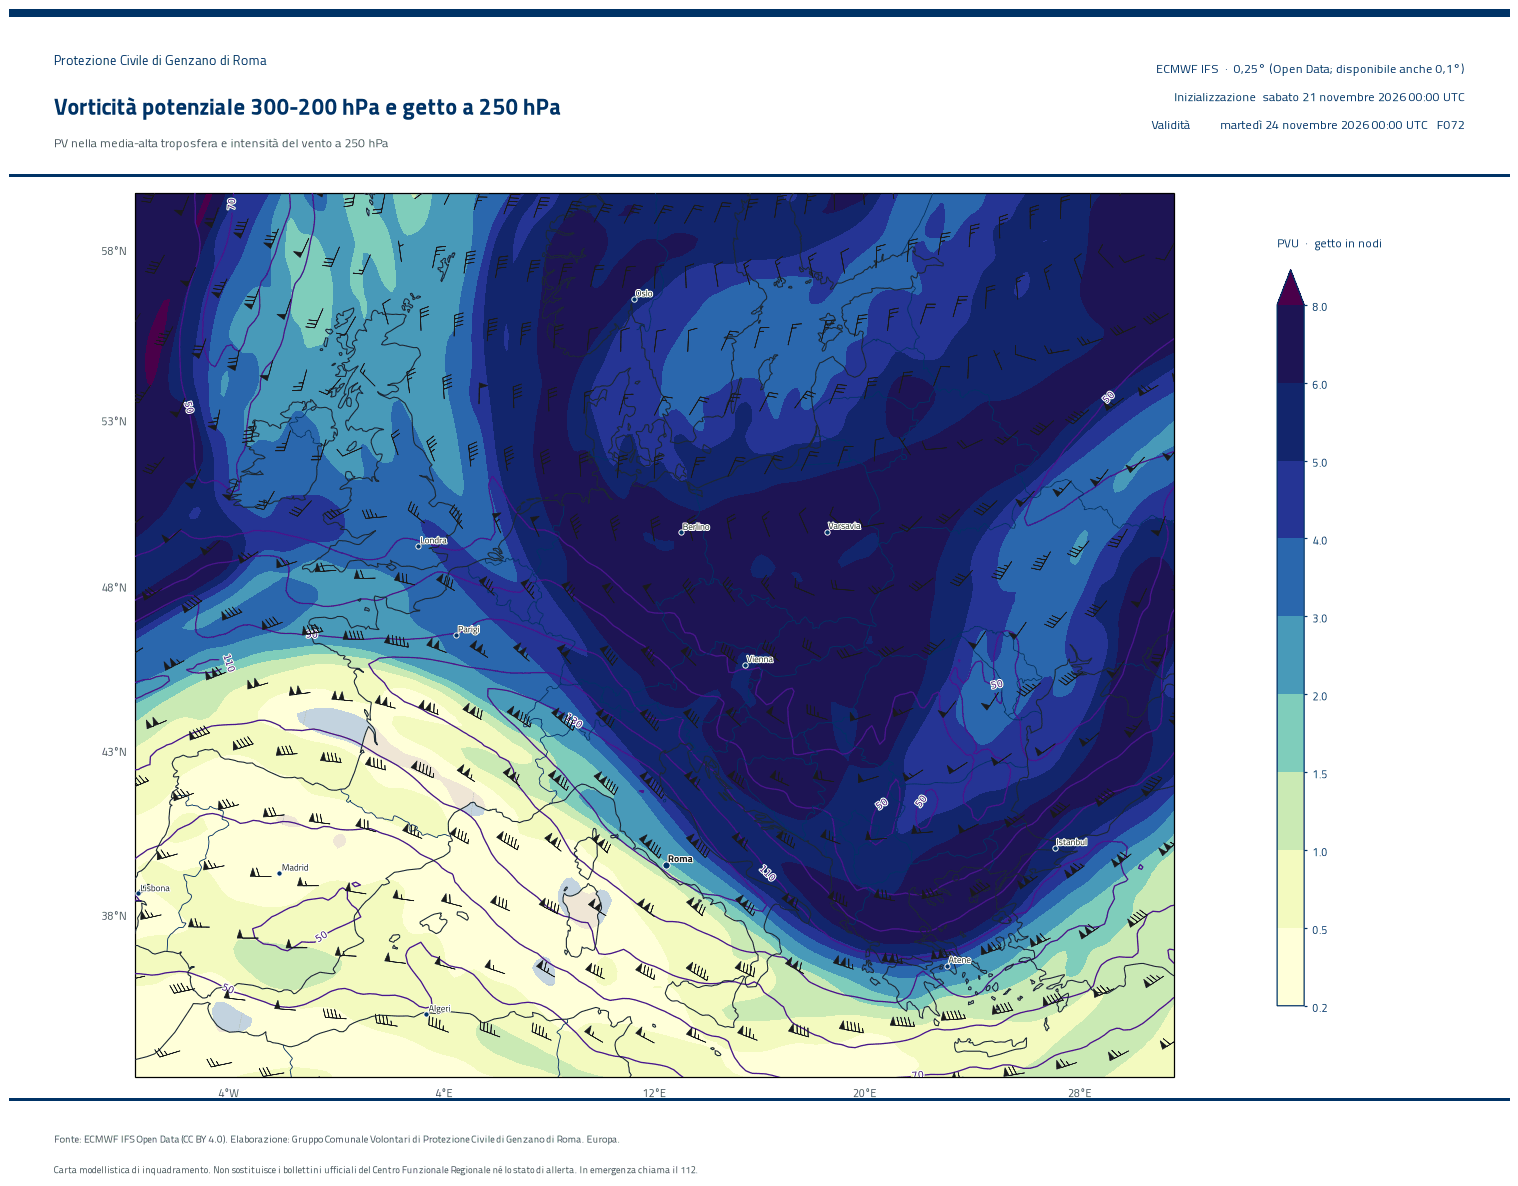 Protezione Civile di Genzano di Roma
Vorticità potenziale 300-200 hPa e getto a 250 hPa
PV nella media-alta troposfera e intensità del vento a 250 hPa
ECMWF IFS · 0,25° (Open Data; disponibile anche 0,1°)
Inizializzazione sabato 21 novembre 2026 00:00 UTC
Validità martedì 24 novembre 2026 00:00 UTC F072
PVU · getto in nodi
8.0
6.0
5.0
4.0
3.0
2.0
1.5
1.0
0.5
0.2
58°N
53°N
48°N
43°N
38°N
4°W
4°E
12°E
20°E
28°E
70
Oslo
50
50
Berlino
Varsavia
Londra
Parigi
110
Vienna
50
130
50
50
Istanbul
Roma
Madrid
110
Lisbona
50
Atene
50
Algeri
70
Fonte: ECMWF IFS Open Data (CC BY 4.0). Elaborazione: Gruppo Comunale Volontari di Protezione Civile di Genzano di Roma. Europa.
Carta modellistica di inquadramento. Non sostituisce i bollettini ufficiali del Centro Funzionale Regionale né lo stato di allerta. In emergenza chiama il 112.